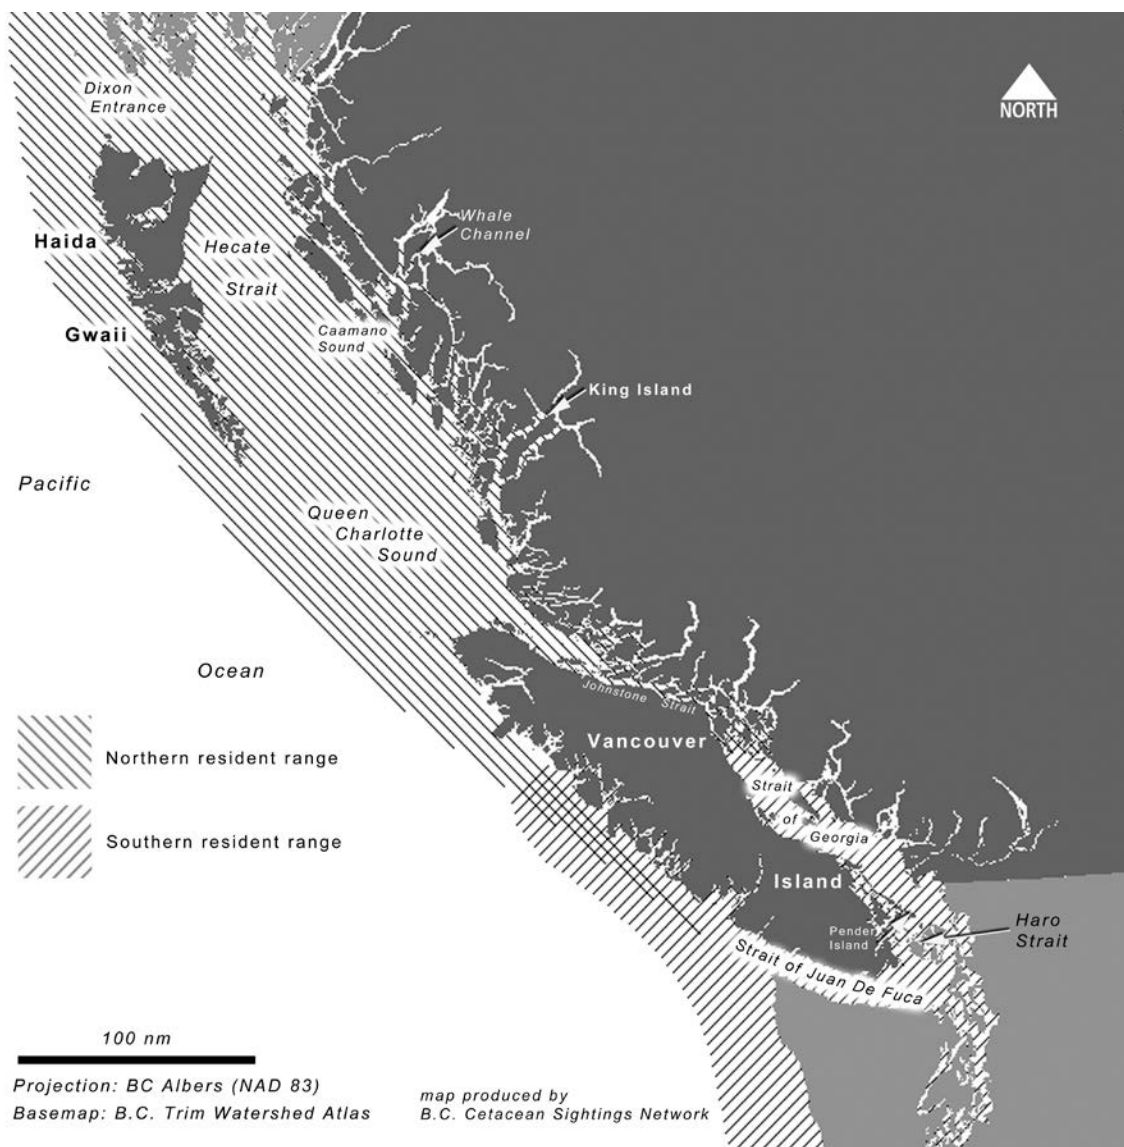 Dixon
Entrance
NORTH
Whale
Channel
Haida
Hecate
Strait
Gwaii
Caamano
Sound
King Island
Pacific
Queen
Charlotte
Sound
Ocean
Johnstone Strait
Vancouver
Northern resident range
Strait
of
Georgia
Southern resident range
Island
Haro
Strait
Pender
Island
Strait of Juan De Fuca
100 nm
Projection: BC Albers (NAD 83)
Basemap: B.C. Trim Watershed Atlas
map produced by
B.C. Cetacean Sightings Network